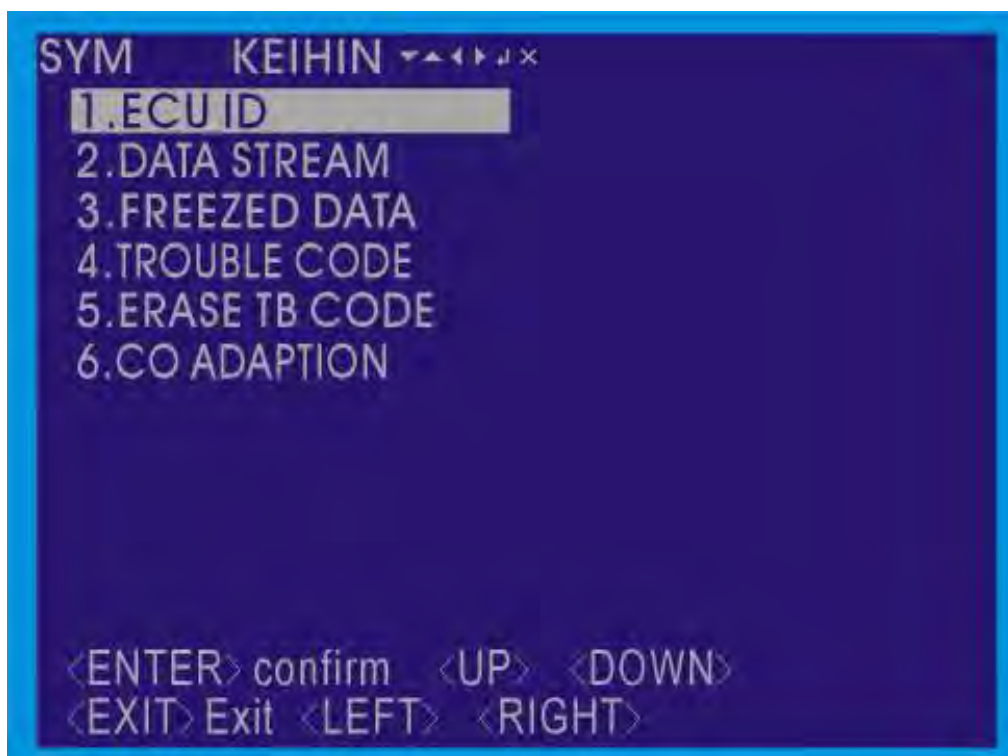 SYM KEIHIN ▾▴◂▸↲×
1.ECU ID
2.DATA STREAM
3.FREEZED DATA
4.TROUBLE CODE
5.ERASE TB CODE
6.CO ADAPTION
<ENTER> confirm <UP> <DOWN>
<EXIT> Exit <LEFT> <RIGHT>